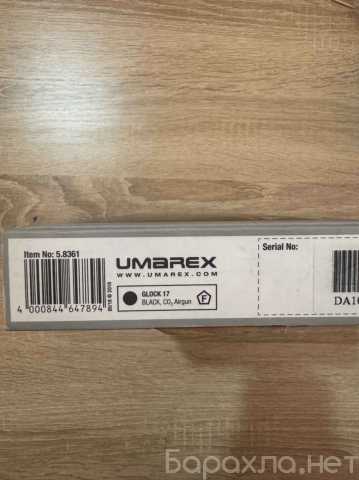 Item No: 5.8361
4 000844 647894
UMAREX
WWW.UMAREX.COM
GLOCK 17
BLACK, CO₂ Airgun
F
Serial No:
DA16
Барахла.нет